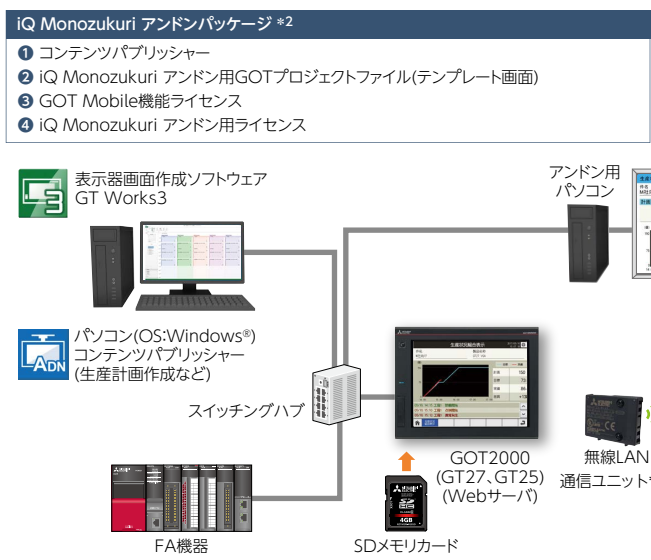 iQ Monozukuri アンドンパッケージ *2
❶ コンテンツパブリッシャー
❷ iQ Monozukuri アンドン用GOTプロジェクトファイル(テンプレート画面)
❸ GOT Mobile機能ライセンス
❹ iQ Monozukuri アンドン用ライセンス
表示器画面作成ソフトウェア
GT Works3
アンドン用
パソコン
パソコン(OS:Windows®)
コンテンツパブリッシャー
(生産計画作成など)
ADN
スイッチングハブ
生産状況総合表示
GOT2000
(GT27、GT25)
(Webサーバ)
無線LAN
通信ユニット
FA機器
4GB
SDメモリカード